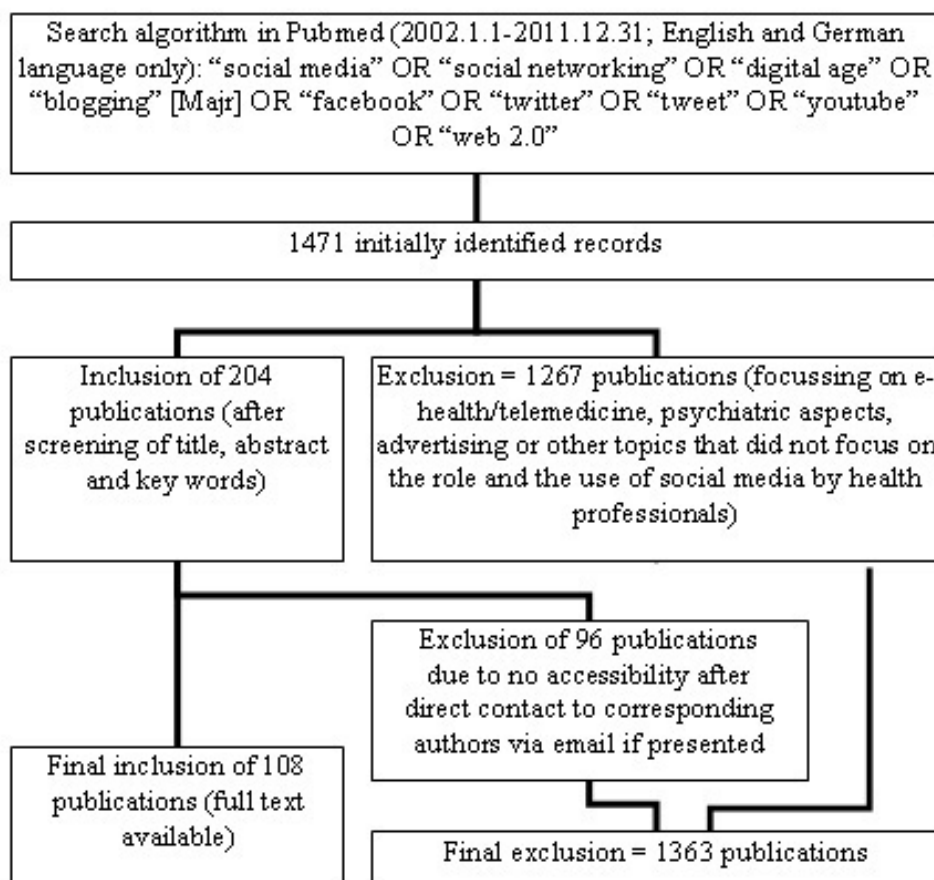 Search algorithm in Pubmed (2002.1.1-2011.12.31; English and German
language only): “social media” OR “social networking” OR “digital age” OR
“blogging” [Majr] OR “facebook” OR “twitter” OR “tweet” OR “youtube”
OR “web 2.0”
1471 initially identified records
Inclusion of 204
publications (after
screening of title, abstract
and key words)
Exclusion = 1267 publications (focussing on e-
health/telemedicine, psychiatric aspects,
advertising or other topics that did not focus on
the role and the use of social media by health
professionals)
Exclusion of 96 publications
due to no accessibility after
direct contact to corresponding
authors via email if presented
Final inclusion of 108
publications (full text
available)
Final exclusion = 1363 publications